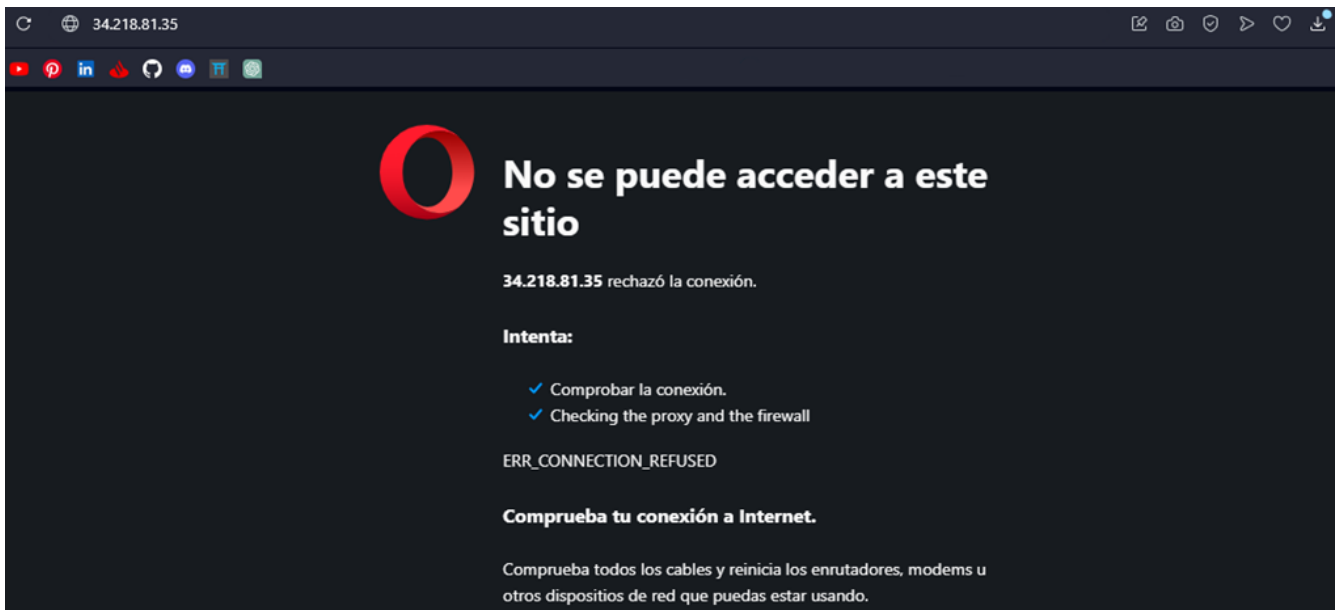 34.218.81.35
in
No se puede acceder a este
sitio
34.218.81.35 rechazó la conexión.
Intenta:
Comprobar la conexión.
Checking the proxy and the firewall
ERR_CONNECTION_REFUSED
Comprueba tu conexión a Internet.
Comprueba todos los cables y reinicia los enrutadores, modems u
otros dispositivos de red que puedas estar usando.